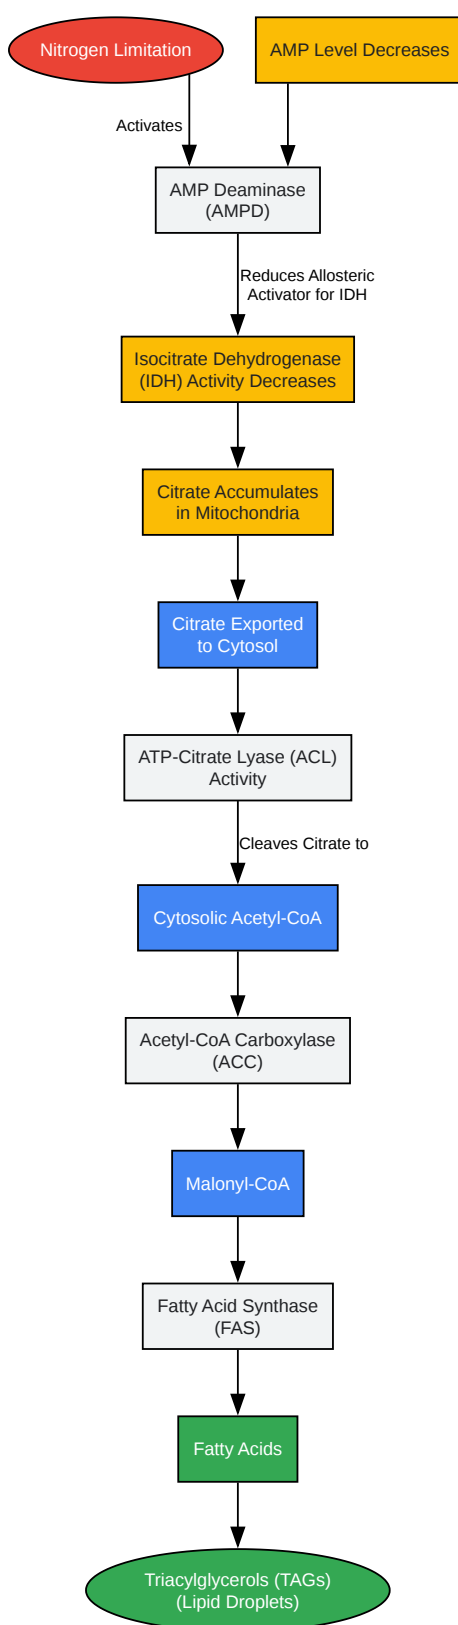 Nitrogen Limitation
AMP Level Decreases
Activates
AMP Deaminase
(AMPD)
Reduces Allosteric
Activator for IDH
Isocitrate Dehydrogenase
(IDH) Activity Decreases
Citrate Accumulates
in Mitochondria
Citrate Exported
to Cytosol
ATP-Citrate Lyase (ACL)
Activity
Cleaves Citrate to
Cytosolic Acetyl-CoA
Acetyl-CoA Carboxylase
(ACC)
Malonyl-CoA
Fatty Acid Synthase
(FAS)
Fatty Acids
Triacylglycerols (TAGs)
(Lipid Droplets)